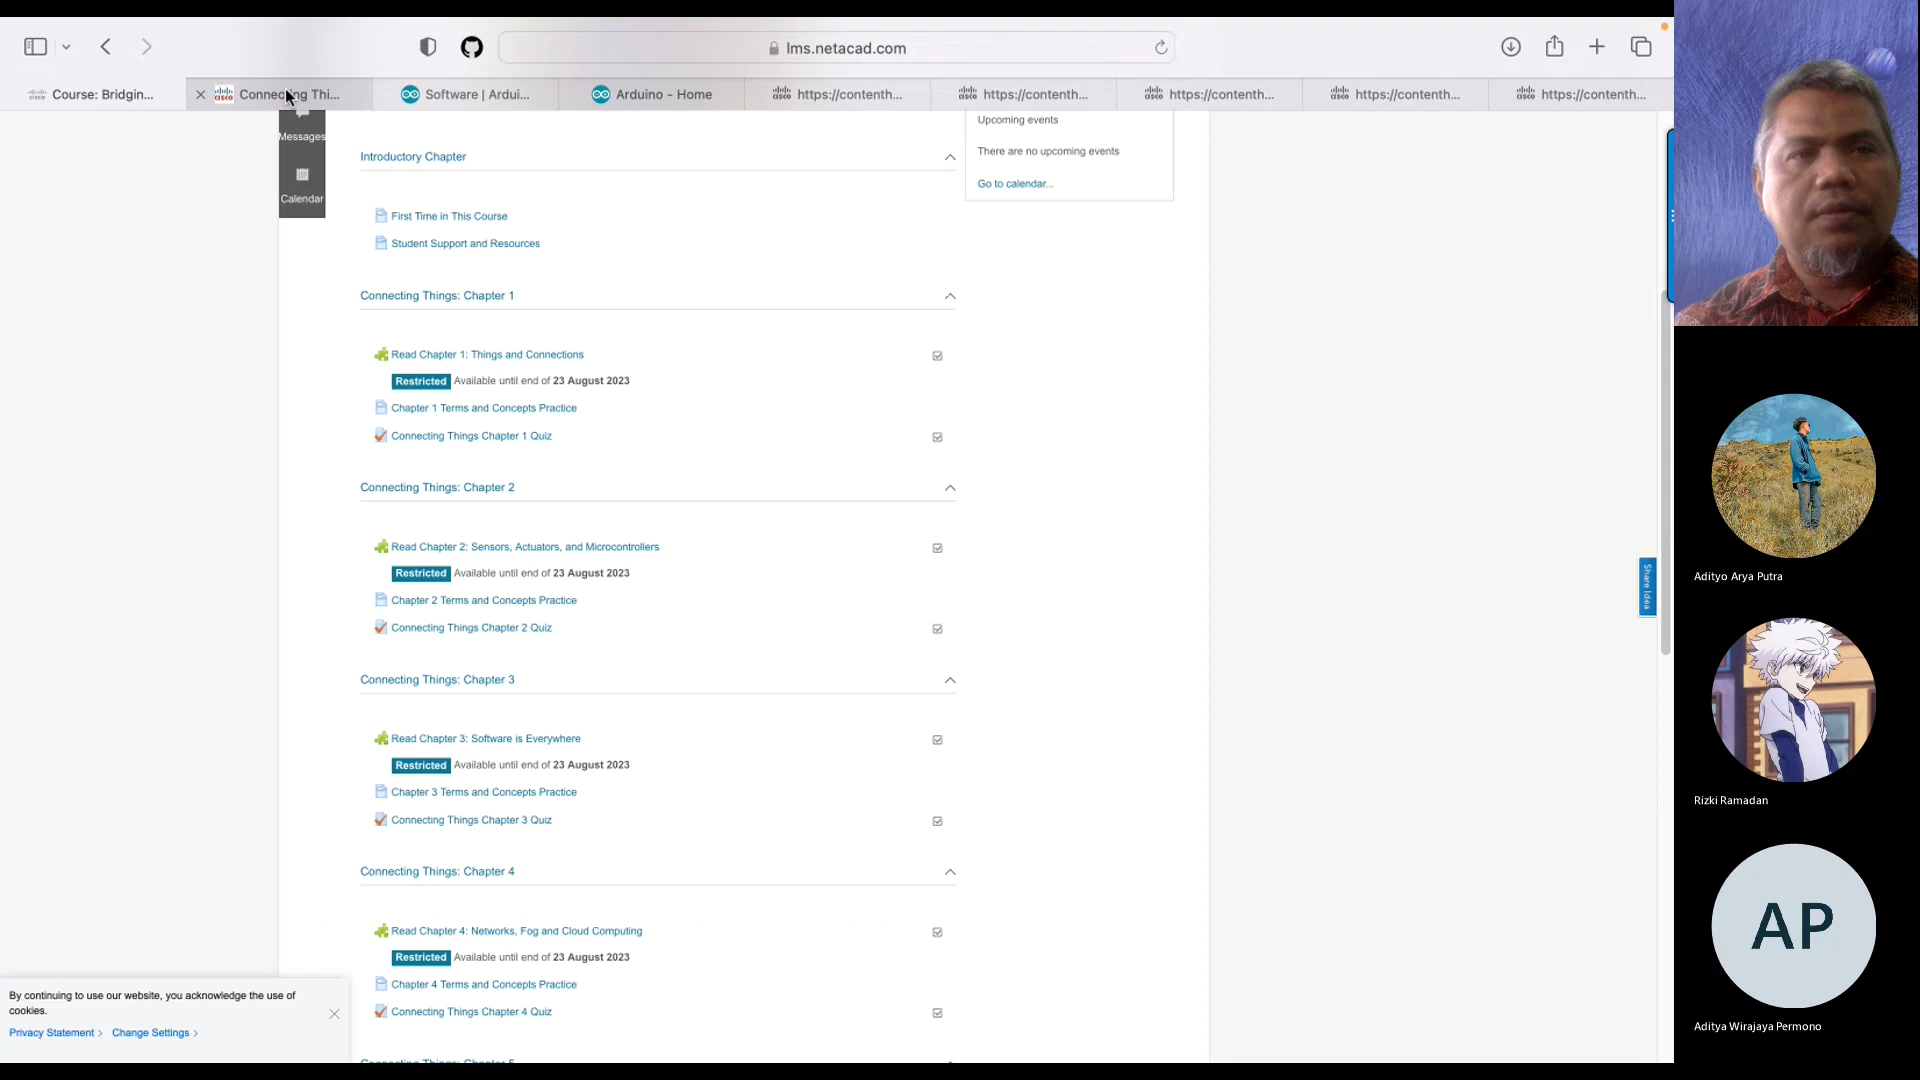 lms.netacad.com
Course: Bridgin...
Connecting Thi...
Software | Ardui...
Arduino - Home
https://contenth...
https://contenth...
https://contenth...
https://contenth...
https://contenth...
Messages
Calendar
Upcoming events
There are no upcoming events
Go to calendar...
Introductory Chapter
First Time in This Course
Student Support and Resources
Connecting Things: Chapter 1
Read Chapter 1: Things and Connections
Restricted Available until end of 23 August 2023
Chapter 1 Terms and Concepts Practice
Connecting Things Chapter 1 Quiz
Connecting Things: Chapter 2
Read Chapter 2: Sensors, Actuators, and Microcontrollers
Restricted Available until end of 23 August 2023
Chapter 2 Terms and Concepts Practice
Connecting Things Chapter 2 Quiz
Connecting Things: Chapter 3
Read Chapter 3: Software is Everywhere
Restricted Available until end of 23 August 2023
Chapter 3 Terms and Concepts Practice
Connecting Things Chapter 3 Quiz
Connecting Things: Chapter 4
Read Chapter 4: Networks, Fog and Cloud Computing
Restricted Available until end of 23 August 2023
Chapter 4 Terms and Concepts Practice
Connecting Things Chapter 4 Quiz
Connecting Things: Chapter 5
By continuing to use our website, you acknowledge the use of
cookies.
Privacy Statement > Change Settings >
Share Idea
Adityo Arya Putra
Rizki Ramadan
AP
Aditya Wirajaya Permono